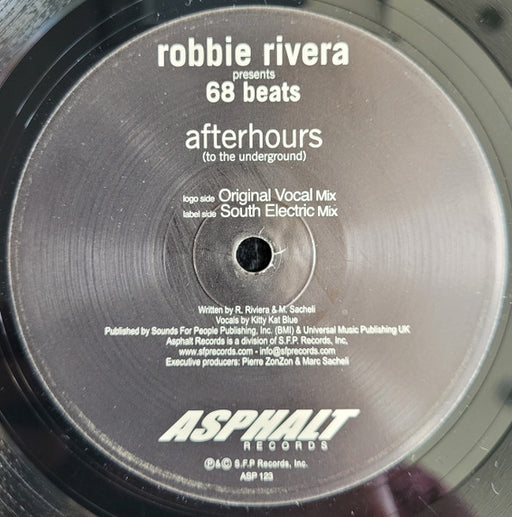 robbie rivera
presents
68 beats
afterhours
(to the underground)
logo side Original Vocal Mix
label side South Electric Mix
Written by R. Riviera & M. Sacheli
Vocals by Kitty Kat Blue
Published by Sounds For People Publishing, Inc. (BMI) & Universal Music Publishing UK
Asphalt Records is a division of S.F.P. Records, Inc,
www.sfprecords.com - info@sfprecords.com
Executive producers: Pierre ZonZon & Marc Sacheli
ASPHALT
RECORDS
℗&© S.F.P Records, Inc.
ASP 123